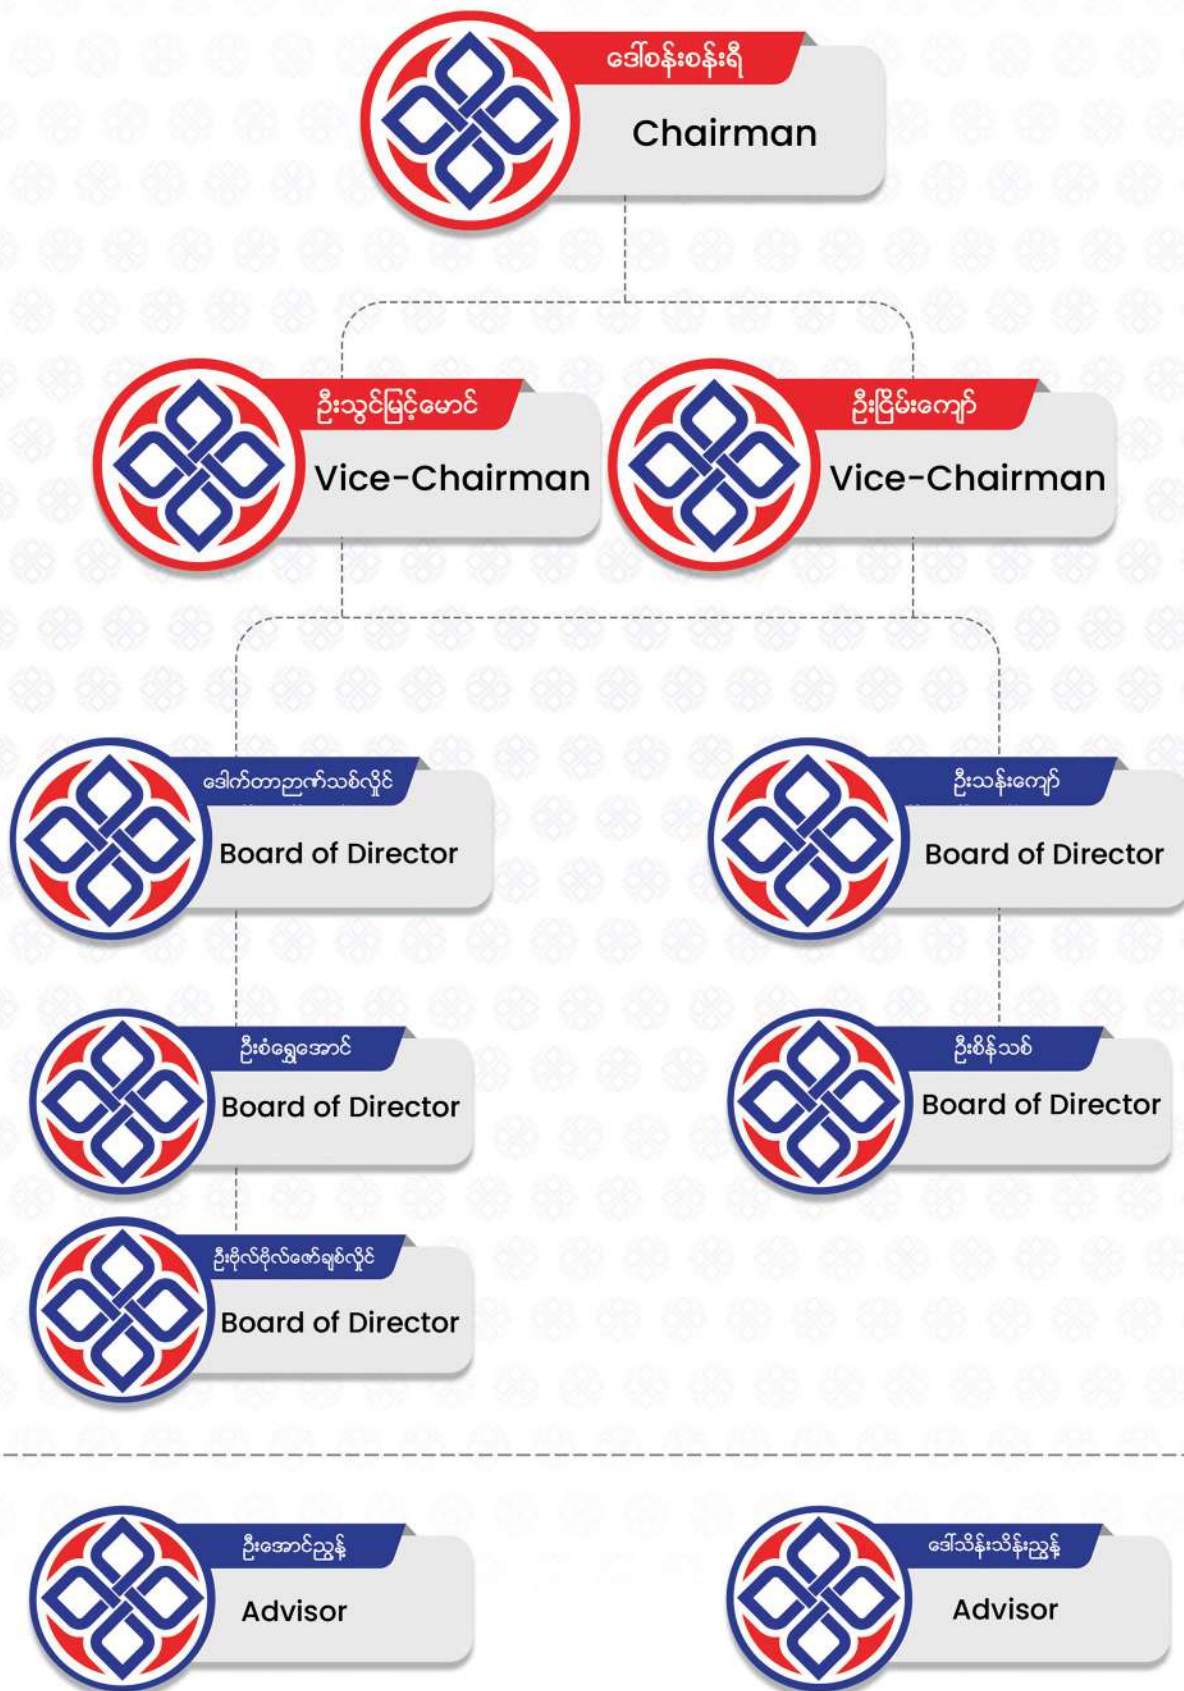 ဒေါ်စန်းစန်းရီ
Chairman
ဦးသွင်မြင့်မောင်
Vice-Chairman
ဦးငြိမ်းကျော်
Vice-Chairman
ဒေါက်တာဉာဏ်သစ်လှိုင်
Board of Director
ဦးသန်းကျော်
Board of Director
ဦးစံရွှေအောင်
Board of Director
ဦးစိန်သစ်
Board of Director
ဦးဗိုလ်ဗိုလ်ဇော်ချစ်လှိုင်
Board of Director
ဦးအောင်ညွန့်
Advisor
ဒေါ်သိန်းသိန်းညွန့်
Advisor